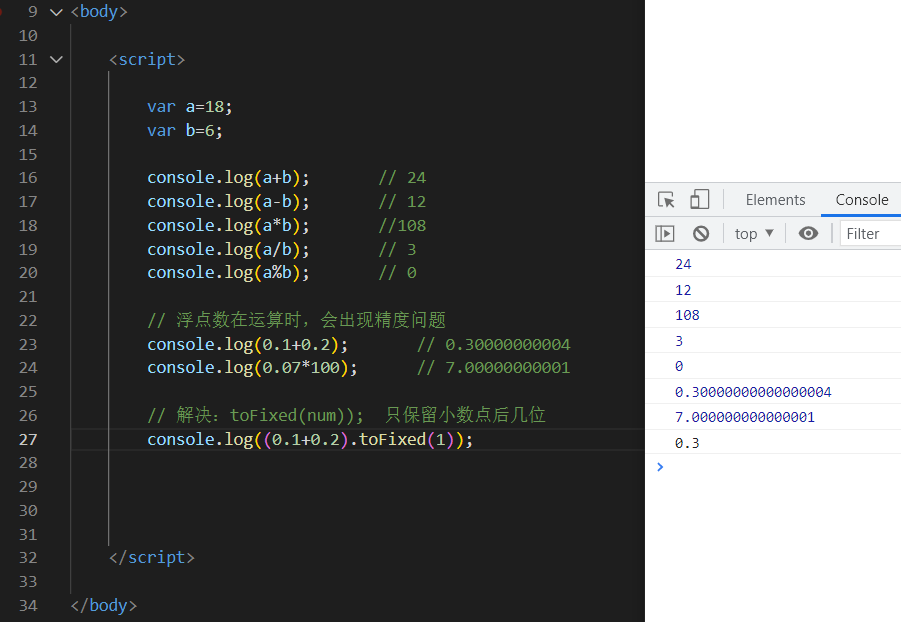 9 <body>
10
11 <script>
12
13 var a=18;
14 var b=6;
15
16 console.log(a+b); // 24
17 console.log(a-b); // 12
18 console.log(a*b); //108
19 console.log(a/b); // 3
20 console.log(a%b); // 0
21
22 // 浮点数在运算时，会出现精度问题
23 console.log(0.1+0.2); // 0.30000000004
24 console.log(0.07*100); // 7.00000000001
25
26 // 解决：toFixed(num)); 只保留小数点后几位
27 console.log((0.1+0.2).toFixed(1));
28
29
30
31
32 </script>
33
34 </body>
Elements Console
top Filter
24
12
108
3
0
0.30000000000000004
7.000000000000001
0.3